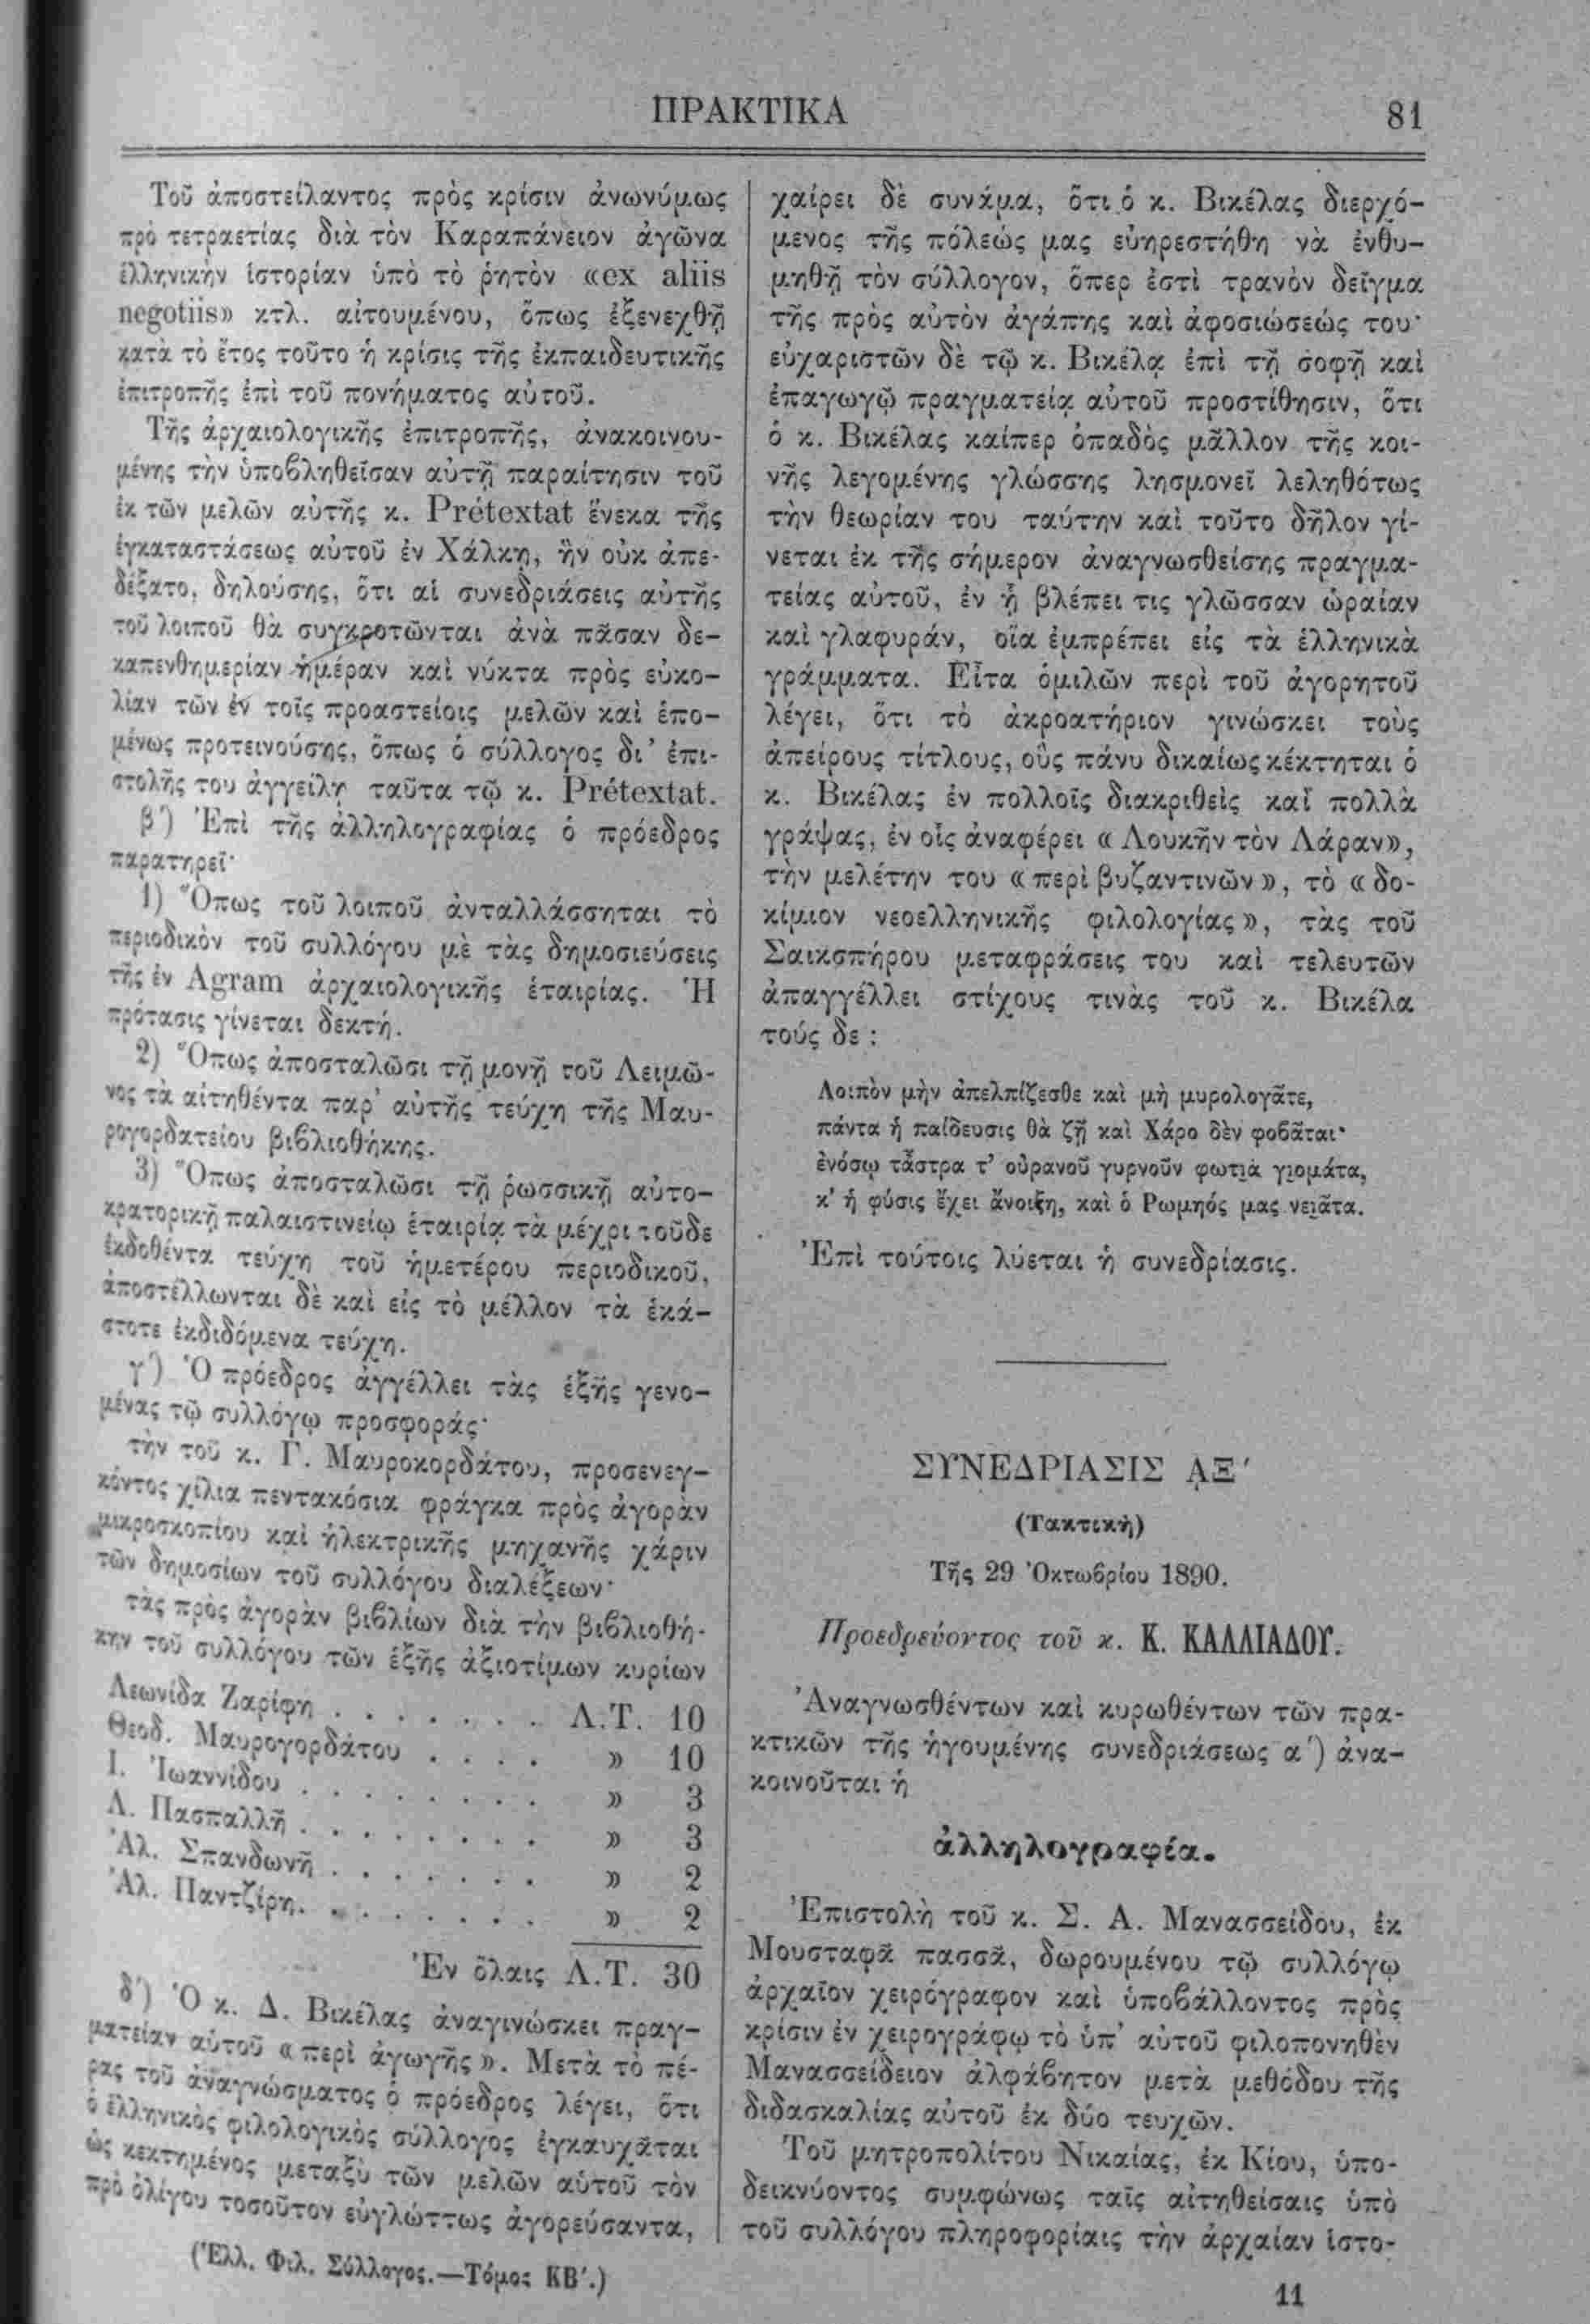 ΠΡΑΚΤΙΚΑ
81
Τοῦ ἀποστείλαντος πρὸς κρίσιν ἀνωνύμως
πρὸ τετραετίας διὰ τὸν Καραπάνειον ἀγῶνα
ἑλληνικὴν ἱστορίαν ὑπὸ τὸ ῥητὸν «ex aliis
negotiis» κτλ. αἰτουμένου, ὅπως ἐξενεχθῇ
κατὰ τὸ ἔτος τοῦτο ἡ κρίσις τῆς ἐκπαιδευτικῆς
ἐπιτροπῆς ἐπὶ τοῦ πονήματος αὐτοῦ.
Τῆς ἀρχαιολογικῆς ἐπιτροπῆς, ἀνακοινου-
μένης τὴν ὑποβληθεῖσαν αὐτῇ παραίτησιν τοῦ
ἐκ τῶν μελῶν αὐτῆς κ. Prétextat ἕνεκα τῆς
ἐγκαταστάσεως αὐτοῦ ἐν Χάλκῃ, ἣν οὐκ ἀπε-
δέξατο, δηλούσης, ὅτι αἱ συνεδριάσεις αὐτῆς
τοῦ λοιποῦ θὰ συγκροτῶνται ἀνὰ πᾶσαν δε-
καπενθημερίαν ἡμέραν καὶ νύκτα πρὸς εὐκο-
λίαν τῶν ἐν τοῖς προαστείοις μελῶν καὶ ἑπο-
μένως προτεινούσης, ὅπως ὁ σύλλογος δι’ ἐπι-
στολῆς του ἀγγείλῃ ταῦτα τῷ κ. Prétextat.
β′) Ἐπὶ τῆς ἀλληλογραφίας ὁ πρόεδρος
παρατηρεῖ·
1) Ὅπως τοῦ λοιποῦ ἀνταλλάσσηται τὸ
περιοδικὸν τοῦ συλλόγου μὲ τὰς δημοσιεύσεις
τῆς ἐν Agram ἀρχαιολογικῆς ἑταιρίας. Ἡ
πρότασις γίνεται δεκτή.
2) Ὅπως ἀποσταλῶσι τῇ μονῇ τοῦ Λειμῶ-
νος τὰ αἰτηθέντα παρ’ αὐτῆς τεύχη τῆς Μαυ-
ρογορδατείου βιβλιοθήκης.
3) Ὅπως ἀποσταλῶσι τῇ ῥωσσικῇ αὐτο-
κρατορικῇ παλαιστινείῳ ἑταιρίᾳ τὰ μέχρι τοῦδε
ἐκδοθέντα τεύχη τοῦ ἡμετέρου περιοδικοῦ,
ἀποστέλλωνται δὲ καὶ εἰς τὸ μέλλον τὰ ἑκά-
στοτε ἐκδιδόμενα τεύχη.
γ′) Ὁ πρόεδρος ἀγγέλλει τὰς ἑξῆς γενο-
μένας τῷ συλλόγῳ προσφοράς·
τὴν τοῦ κ. Γ. Μαυροκορδάτου, προσενεγ-
κόντος χίλια πεντακόσια φράγκα πρὸς ἀγορὰν
μικροσκοπίου καὶ ἠλεκτρικῆς μηχανῆς χάριν
τῶν δημοσίων τοῦ συλλόγου διαλέξεων·
τὰς πρὸς ἀγορὰν βιβλίων διὰ τὴν βιβλιοθή-
κην τοῦ συλλόγου τῶν ἑξῆς ἀξιοτίμων κυρίων
Λεωνίδα Ζαρίφη . . . . . . . Λ.Τ. 10
Θεοδ. Μαυρογορδάτου . . . . » 10
Ι. Ἰωαννίδου . . . . . . . . » 3
Λ. Πασπαλλῆ . . . . . . . . » 3
Ἀλ. Σπανδωνῆ . . . . . . . » 2
Ἀλ. Παντζίρη. . . . . . . . » 2
Ἐν ὅλαις Λ.Τ. 30
δ′) Ὁ κ. Δ. Βικέλας ἀναγινώσκει πραγ-
ματείαν αὐτοῦ «περὶ ἀγωγῆς». Μετὰ τὸ πέ-
ρας τοῦ ἀναγνώσματος ὁ πρόεδρος λέγει, ὅτι
ὁ ἑλληνικὸς φιλολογικὸς σύλλογος ἐγκαυχᾶται
ὡς κεκτημένος μεταξὺ τῶν μελῶν αὑτοῦ τὸν
πρὸ ὀλίγου τοσοῦτον εὐγλώττως ἀγορεύσαντα,
(Ἑλλ. Φιλ. Σύλλογος.—Τόμος ΚΒ′.)
χαίρει δὲ συνάμα, ὅτι ὁ κ. Βικέλας διερχό-
μενος τῆς πόλεώς μας εὐηρεστήθη νὰ ἐνθυ-
μηθῇ τὸν σύλλογον, ὅπερ ἐστὶ τρανὸν δεῖγμα
τῆς πρὸς αὐτὸν ἀγάπης καὶ ἀφοσιώσεώς του·
εὐχαριστῶν δὲ τῷ κ. Βικέλᾳ ἐπὶ τῇ σοφῇ καὶ
ἐπαγωγῷ πραγματείᾳ αὐτοῦ προστίθησιν, ὅτι
ὁ κ. Βικέλας καίπερ ὀπαδὸς μᾶλλον τῆς κοι-
νῆς λεγομένης γλώσσης λησμονεῖ λεληθότως
τὴν θεωρίαν του ταύτην καὶ τοῦτο δῆλον γί-
νεται ἐκ τῆς σήμερον ἀναγνωσθείσης πραγμα-
τείας αὐτοῦ, ἐν ᾗ βλέπει τις γλῶσσαν ὡραίαν
καὶ γλαφυράν, οἵα ἐμπρέπει εἰς τὰ ἑλληνικὰ
γράμματα. Εἶτα ὁμιλῶν περὶ τοῦ ἀγορητοῦ
λέγει, ὅτι τὸ ἀκροατήριον γινώσκει τοὺς
ἀπείρους τίτλους, οὓς πάνυ δικαίως κέκτηται ὁ
κ. Βικέλας ἐν πολλοῖς διακριθεὶς καὶ πολλὰ
γράψας, ἐν οἷς ἀναφέρει «Λουκῆν τὸν Λάραν»,
τὴν μελέτην του «περὶ βυζαντινῶν», τὸ «δο-
κίμιον νεοελληνικῆς φιλολογίας», τὰς τοῦ
Σαικσπήρου μεταφράσεις του καὶ τελευτῶν
ἀπαγγέλλει στίχους τινὰς τοῦ κ. Βικέλα
τούς δε :
Λοιπὸν μὴν ἀπελπίζεσθε καὶ μὴ μυρολογᾶτε,
πάντα ἡ παίδευσις θὰ ζῇ καὶ Χάρο δὲν φοβᾶται·
ἐνόσῳ τἆστρα τ’ οὐρανοῦ γυρνοῦν φωτιὰ γιομάτα,
κ’ ἡ φύσις ἔχει ἄνοιξη, καὶ ὁ Ρωμηός μας νειᾶτα.
Ἐπὶ τούτοις λύεται ἡ συνεδρίασις.
ΣΥΝΕΔΡΙΑΣΙΣ ͵ΑΞ′
(Τακτικὴ)
Τῆς 29 Ὀκτωβρίου 1890.
Προεδρεύοντος τοῦ κ. Κ. ΚΑΛΛΙΑΔΟΥ.
Ἀναγνωσθέντων καὶ κυρωθέντων τῶν πρα-
κτικῶν τῆς ἡγουμένης συνεδριάσεως α′) ἀνα-
κοινοῦται ἡ
ἀλληλογραφία.
Ἐπιστολὴ τοῦ κ. Σ. Α. Μανασσείδου, ἐκ
Μουσταφᾶ πασσᾶ, δωρουμένου τῷ συλλόγῳ
ἀρχαῖον χειρόγραφον καὶ ὑποβάλλοντος πρὸς
κρίσιν ἐν χειρογράφῳ τὸ ὑπ’ αὐτοῦ φιλοπονηθὲν
Μανασσείδειον ἀλφάβητον μετὰ μεθόδου τῆς
διδασκαλίας αὐτοῦ ἐκ δύο τευχῶν.
Τοῦ μητροπολίτου Νικαίας, ἐκ Κίου, ὑπο-
δεικνύοντος συμφώνως ταῖς αἰτηθείσαις ὑπὸ
τοῦ συλλόγου πληροφορίαις τὴν ἀρχαίαν ἱστο-
11